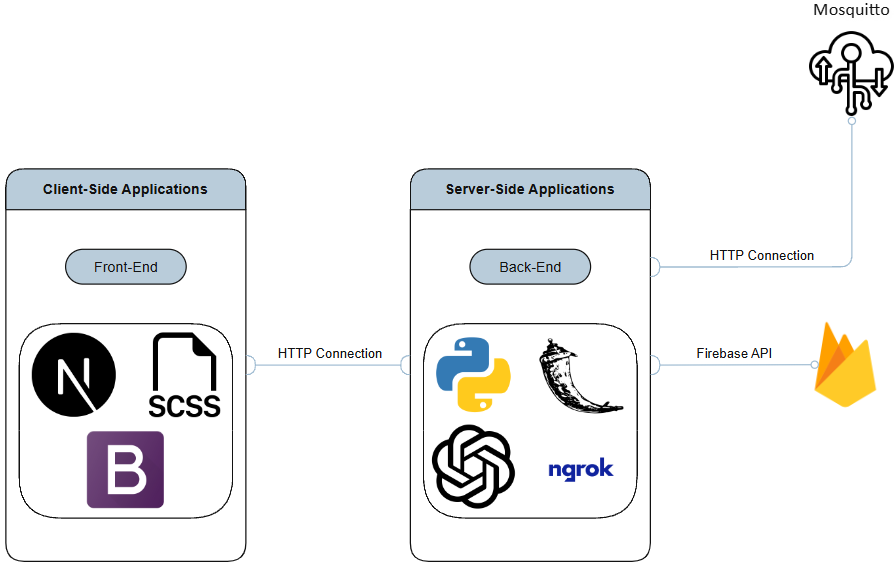 Mosquitto
Client-Side Applications
Server-Side Applications
Front-End
Back-End
HTTP Connection
HTTP Connection
Firebase API
N
SCSS
B
ngrok